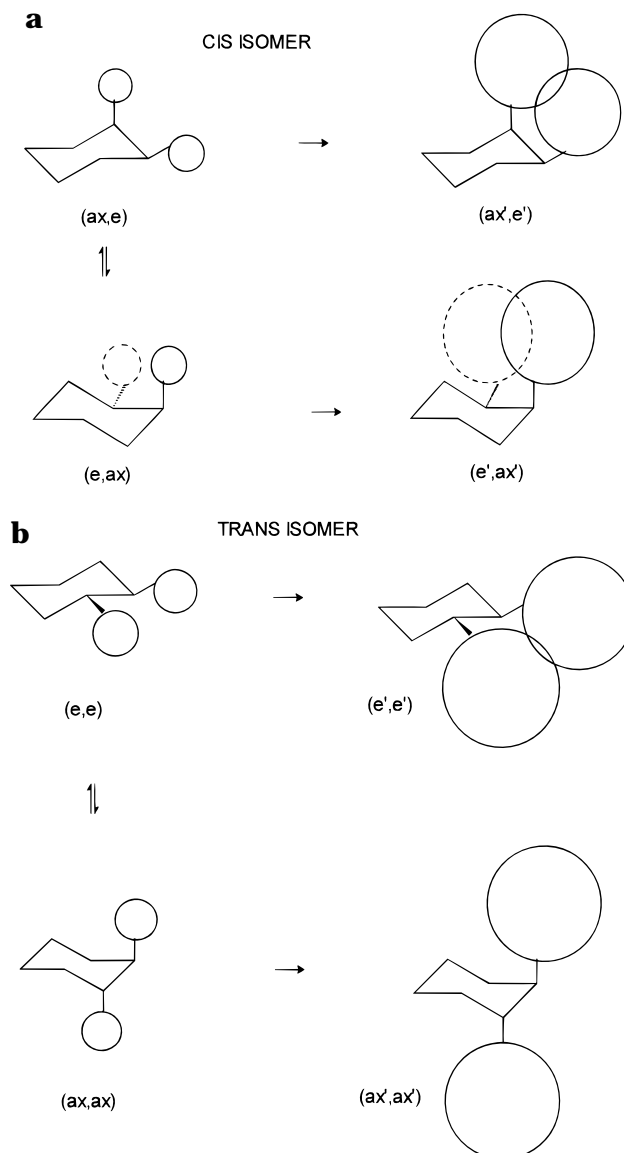 a
CIS ISOMER
(ax,e)
(ax',e')
(e,ax)
(e',ax')
b
TRANS ISOMER
(e,e)
(e',e')
(ax,ax)
(ax',ax')